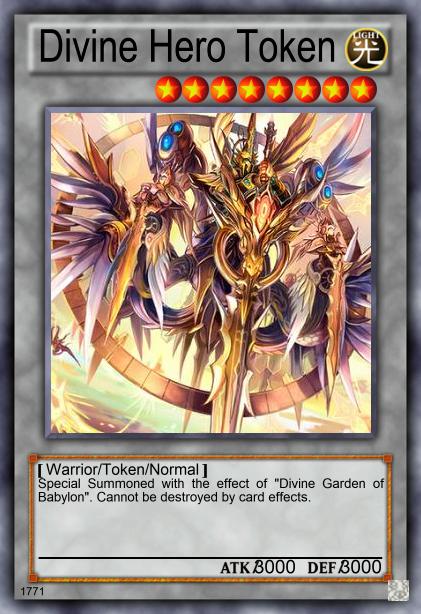 Divine Hero Token
LIGHT
光
[ Warrior/Token/Normal ]
Special Summoned with the effect of "Divine Garden of
Babylon". Cannot be destroyed by card effects.
ATK 3000 DEF 3000
1771